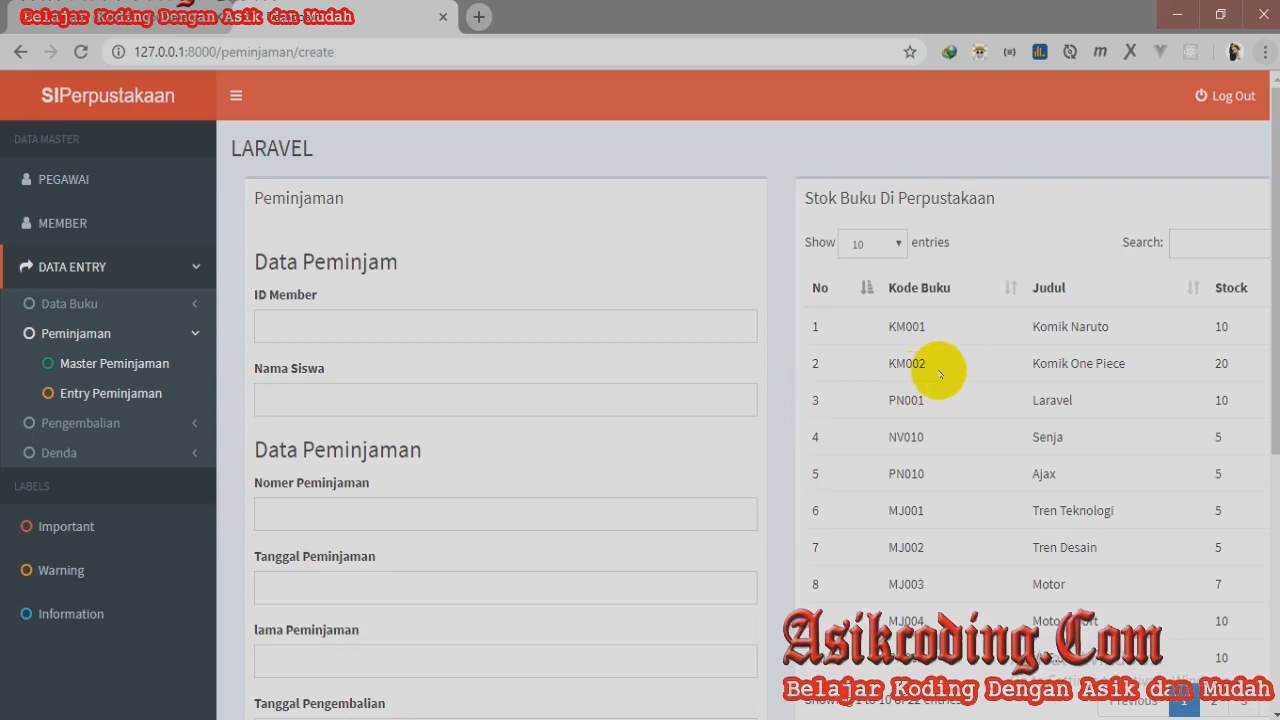 Belajar Koding Dengan Asik dan Mudah
127.0.0.1:8000/peminjaman/create
SIPerpustakaan
Log Out
DATA MASTER
PEGAWAI
MEMBER
DATA ENTRY
Data Buku
Peminjaman
Master Peminjaman
Entry Peminjaman
Pengembalian
Denda
LABELS
Important
Warning
Information
LARAVEL
Peminjaman
Data Peminjam
ID Member
Nama Siswa
Data Peminjaman
Nomer Peminjaman
Tanggal Peminjaman
lama Peminjaman
Tanggal Pengembalian
Stok Buku Di Perpustakaan
Show 10 entries
Search:
No Kode Buku Judul Stock
1 KM001 Komik Naruto 10
2 KM002 Komik One Piece 20
3 PN001 Laravel 10
4 NV010 Senja 5
5 PN010 Ajax 5
6 MJ001 Tren Teknologi 5
7 MJ002 Tren Desain 5
8 MJ003 Motor 7
MJ004 10
10
Previous 1 2 3
Asikcoding.Com
Belajar Koding Dengan Asik dan Mudah